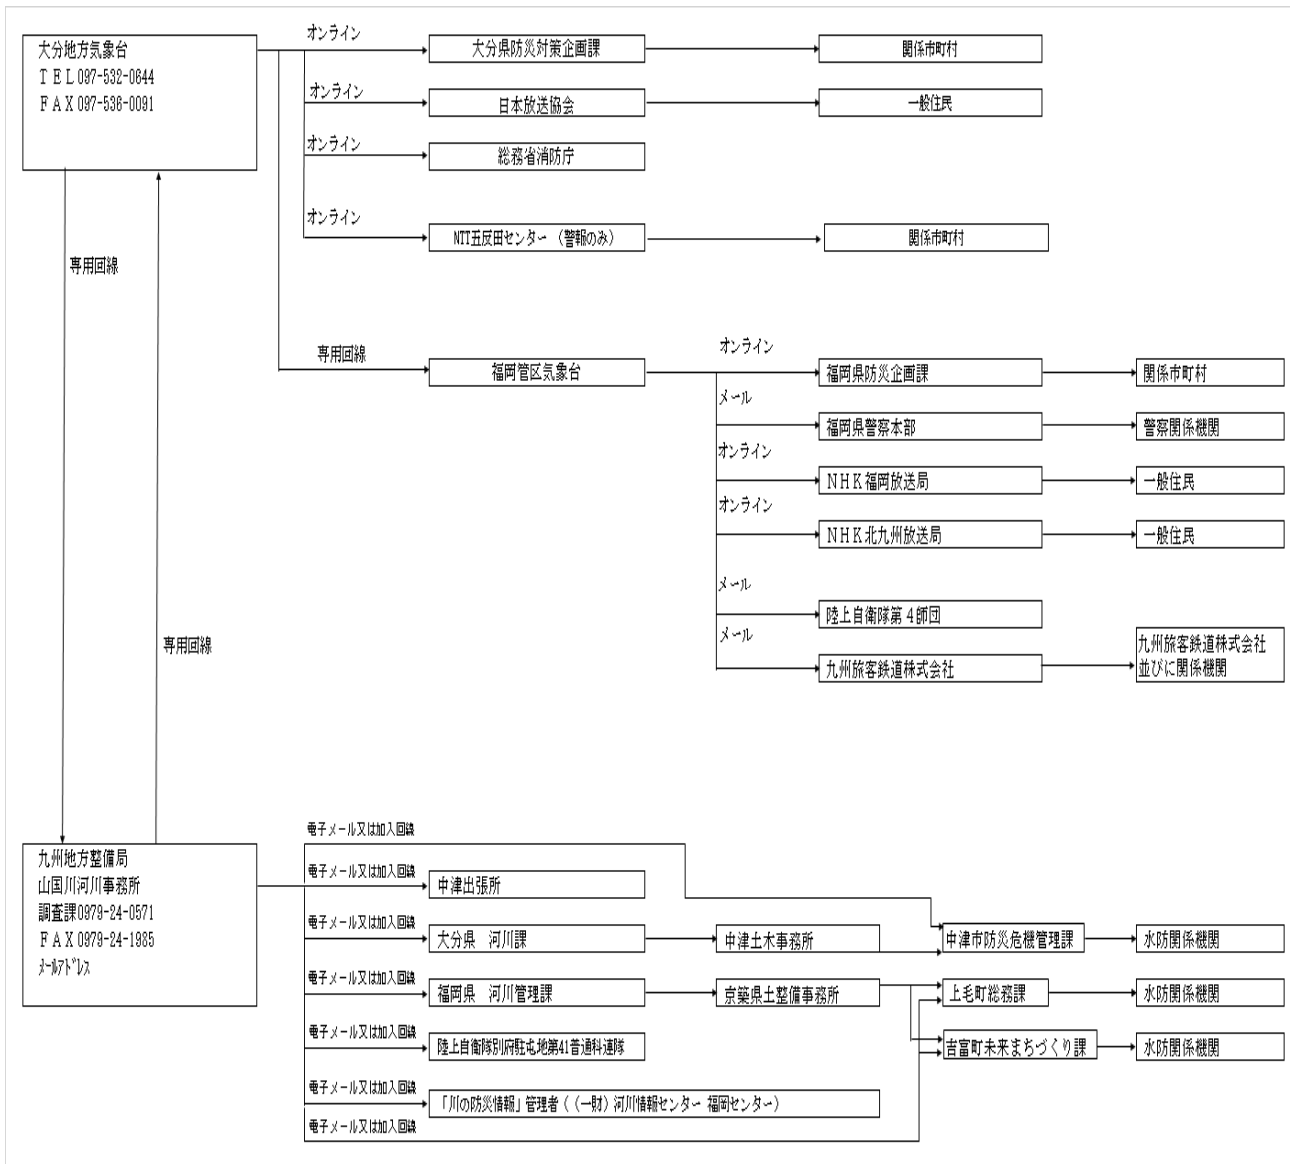 大分地方気象台
ＴＥＬ097-532-0644
ＦＡＸ097-536-0091
オンライン
大分県防災対策企画課
関係市町村
オンライン
日本放送協会
一般住民
オンライン
総務省消防庁
オンライン
NTT五反田センター（警報のみ）
関係市町村
専用回線
専用回線
福岡管区気象台
オンライン
福岡県防災企画課
関係市町村
メール
福岡県警察本部
警察関係機関
オンライン
ＮＨＫ福岡放送局
一般住民
オンライン
ＮＨＫ北九州放送局
一般住民
メール
陸上自衛隊第４師団
メール
九州旅客鉄道株式会社
九州旅客鉄道株式会社
並びに関係機関
専用回線
九州地方整備局
山国川河川事務所
調査課0979-24-0571
ＦＡＸ0979-24-1985
メールアドレス
電子メール又は加入回線
電子メール又は加入回線
中津出張所
電子メール又は加入回線
大分県　河川課
中津土木事務所
中津市防災危機管理課
水防関係機関
電子メール又は加入回線
福岡県　河川管理課
京築県土整備事務所
上毛町総務課
水防関係機関
電子メール又は加入回線
陸上自衛隊別府駐屯地第41普通科連隊
吉富町未来まちづくり課
水防関係機関
電子メール又は加入回線
「川の防災情報」管理者（（一財）河川情報センター 福岡センター）
電子メール又は加入回線